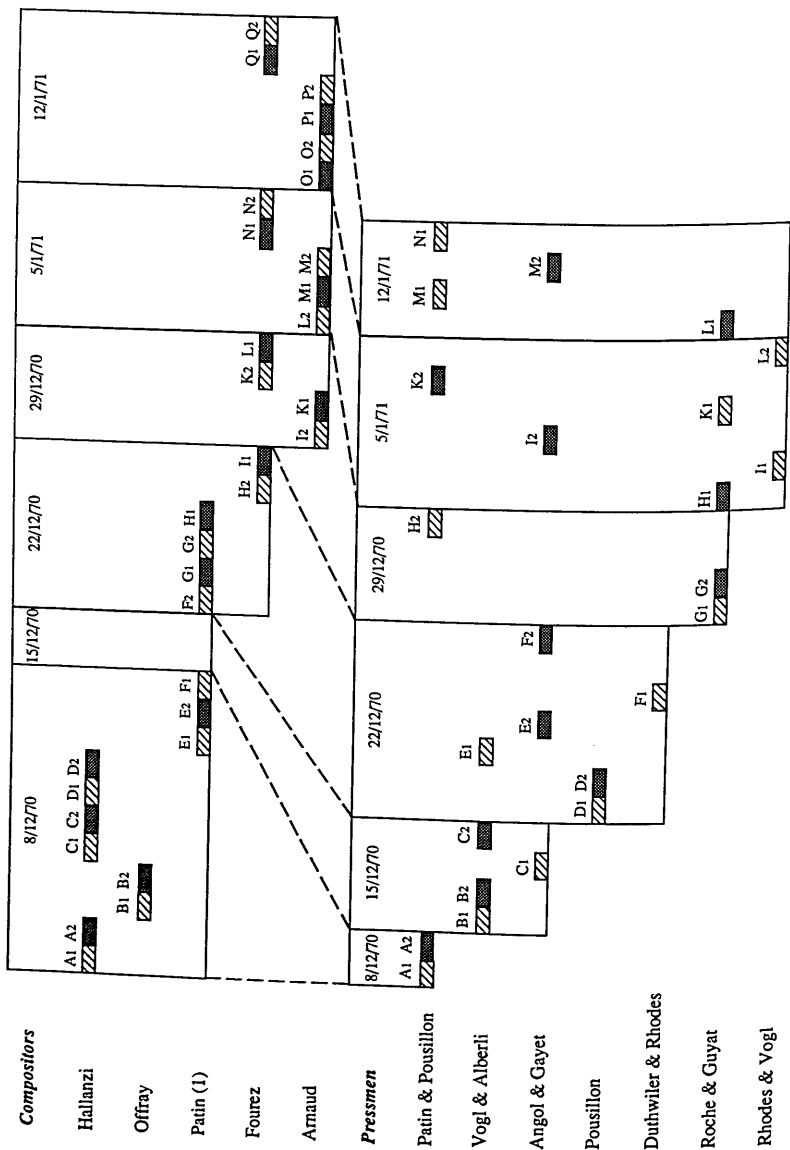 Compositors
8/12/70 15/12/70 22/12/70 29/12/70 5/1/71 12/1/71
Hallanzi
A1 A2 C1 C2 D1 D2
Offray
B1 B2
Patin (1)
E1 E2 F1 F2 G1 G2 H1
Fourez
H2 I1 K2 L1 N1 N2 Q1 Q2
Arnaud
I2 K1 L2 M1 M2 O1 O2 P1 P2
Pressmen
8/12/70 15/12/70 22/12/70 29/12/70 5/1/71 12/1/71
Patin & Pousillon
A1 A2 H2 K2 M1 N1
Vogl & Alberli
B1 B2 C2 E1
Angol & Gayet
C1 E2 F2 I2 M2
Pousillon
D1 D2
Duthwiler & Rhodes
F1
Roche & Guyat
G1 G2 H1 K1 L1
Rhodes & Vogl
I1 L2